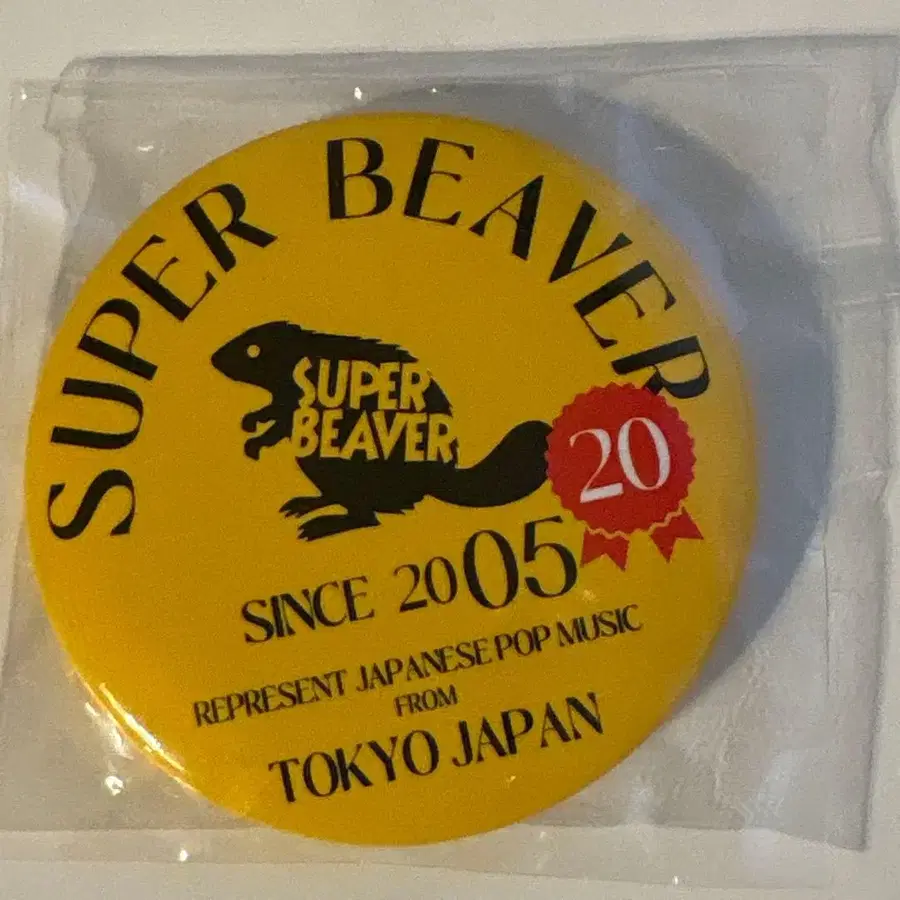 SUPER BEAVER
SUPER
BEAVER
20
SINCE 2005
REPRESENT JAPANESE POP MUSIC
FROM
TOKYO JAPAN